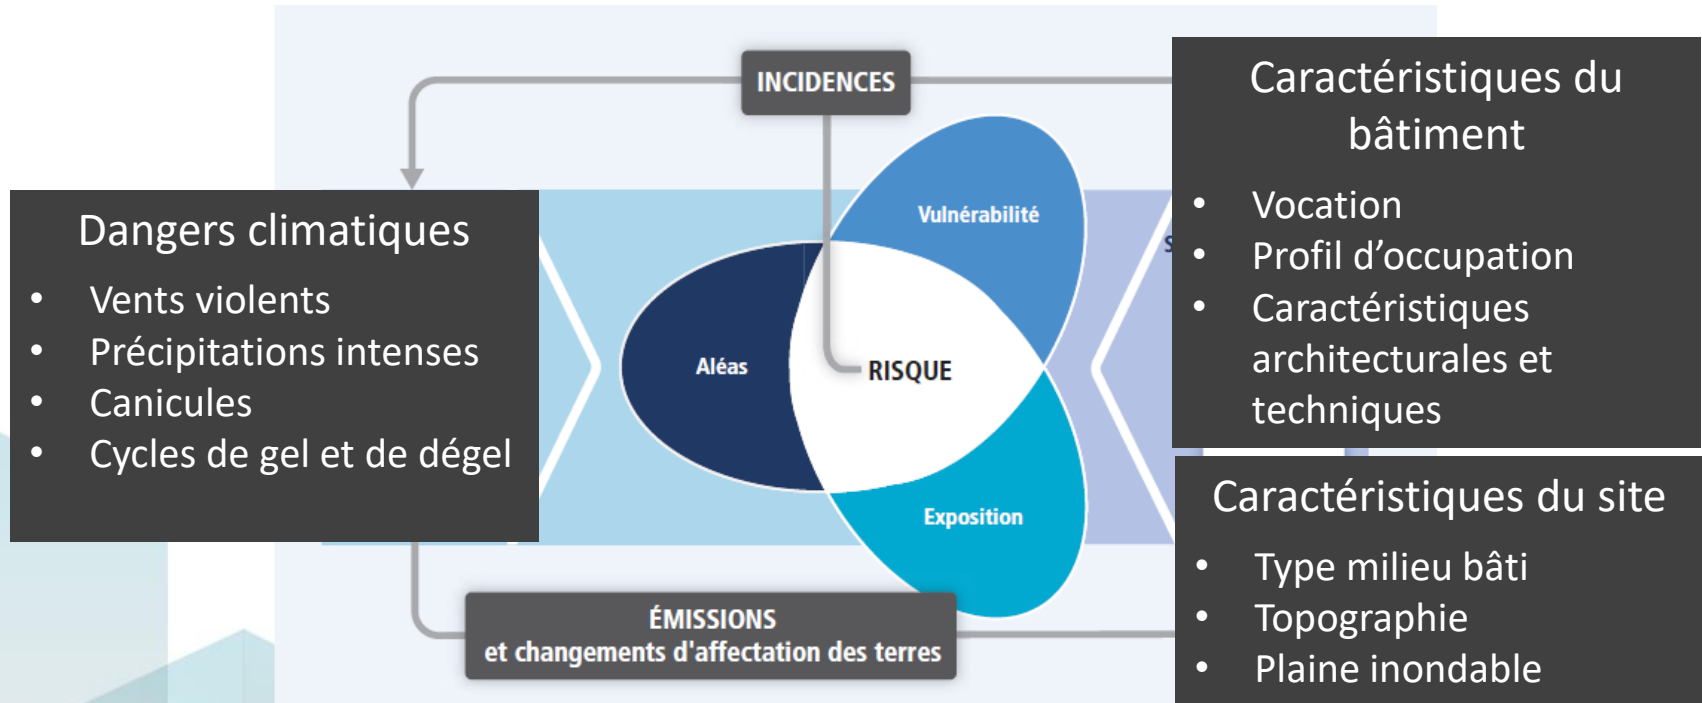 INCIDENCES
Dangers climatiques
• Vents violents
• Précipitations intenses
• Canicules
• Cycles de gel et de dégel
Vulnérabilité
Aléas
RISQUE
Exposition
ÉMISSIONS
et changements d'affectation des terres
Caractéristiques du
bâtiment
• Vocation
• Profil d’occupation
• Caractéristiques
architecturales et
techniques
Caractéristiques du site
• Type milieu bâti
• Topographie
• Plaine inondable